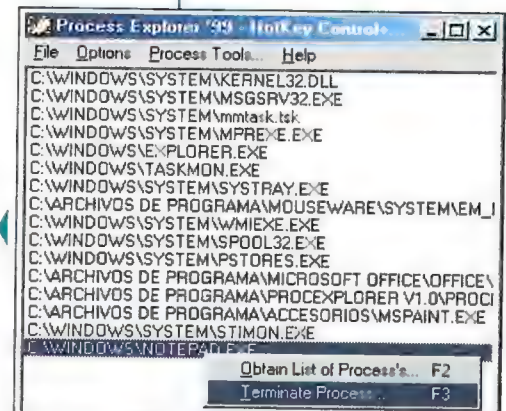 Process Explorer '99 - HotKey Controls...
File Options Process Tools... Help
C:\WINDOWS\SYSTEM\KERNEL32.DLL
C:\WINDOWS\SYSTEM\MSGSRV32.EXE
C:\WINDOWS\SYSTEM\mmtask.tsk
C:\WINDOWS\SYSTEM\MPREXE.EXE
C:\WINDOWS\EXPLORER.EXE
C:\WINDOWS\TASKMON.EXE
C:\WINDOWS\SYSTEM\SYSTRAY.EXE
C:\ARCHIVOS DE PROGRAMA\MOUSEWARE\SYSTEM\EM_
C:\WINDOWS\SYSTEM\WMIEXE.EXE
C:\WINDOWS\SYSTEM\SPOOL32.EXE
C:\WINDOWS\SYSTEM\PSTORES.EXE
C:\ARCHIVOS DE PROGRAMA\MICROSOFT OFFICE\OFFICE\
C:\ARCHIVOS DE PROGRAMA\PROCEXPLORER V1.0\PROCI
C:\ARCHIVOS DE PROGRAMA\ACCESORIOS\MSPAINT.EXE
C:\WINDOWS\SYSTEM\STIMON.EXE
C:\WINDOWS\NOTEPAD.EXE
Obtain List of Process's... F2
Terminate Process... F3